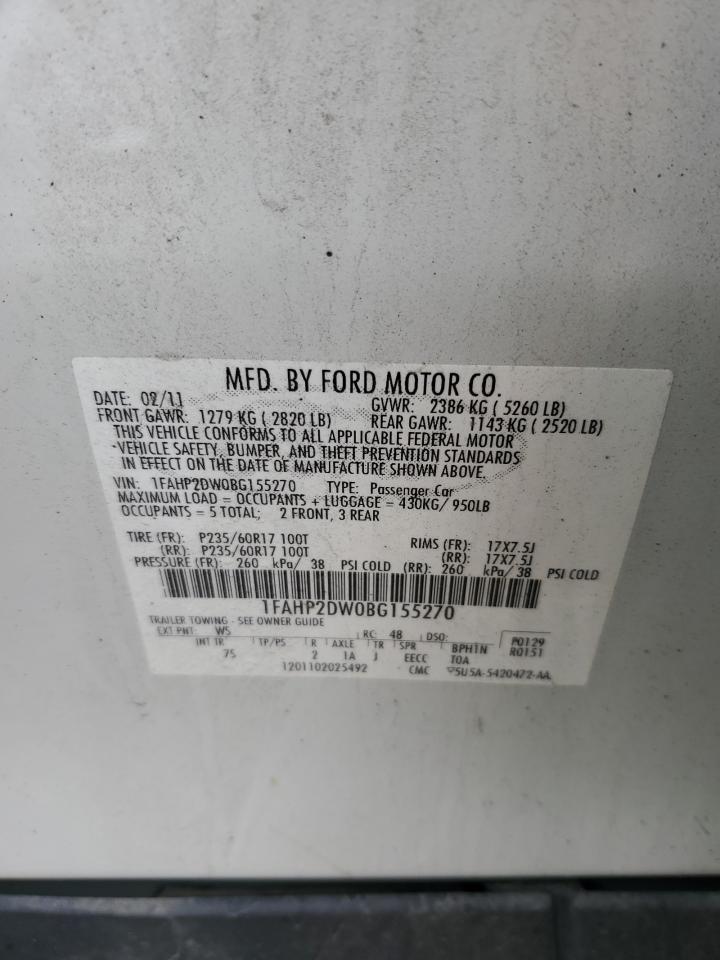 MFD. BY FORD MOTOR CO.
DATE: 02/11 GVWR: 2386 KG ( 5260 LB)
FRONT GAWR: 1279 KG ( 2820 LB) REAR GAWR: 1143 KG ( 2520 LB)
THIS VEHICLE CONFORMS TO ALL APPLICABLE FEDERAL MOTOR
VEHICLE SAFETY, BUMPER, AND THEFT PREVENTION STANDARDS
IN EFFECT ON THE DATE OF MANUFACTURE SHOWN ABOVE.
VIN: 1FAHP2DW0BG155270 TYPE: Passenger Car
MAXIMUM LOAD = OCCUPANTS + LUGGAGE = 430KG/ 950LB
OCCUPANTS = 5 TOTAL; 2 FRONT, 3 REAR
TIRE (FR): P235/60R17 100T RIMS (FR): 17X7.5J
(RR): P235/60R17 100T (RR): 17X7.5J
PRESSURE (FR): 260 kPa/ 38 PSI COLD (RR): 260 kPa/ 38 PSI COLD
1FAHP2DW0BG155270
TRAILER TOWING - SEE OWNER GUIDE
EXT PNT: WS RC: 48 DSO: P0129
INT TR TP/PS R AXLE TR SPR BPHTN R0151
75 2 1A J EECC T0A
1201102025492 CMC 5U5A-5420472-AA